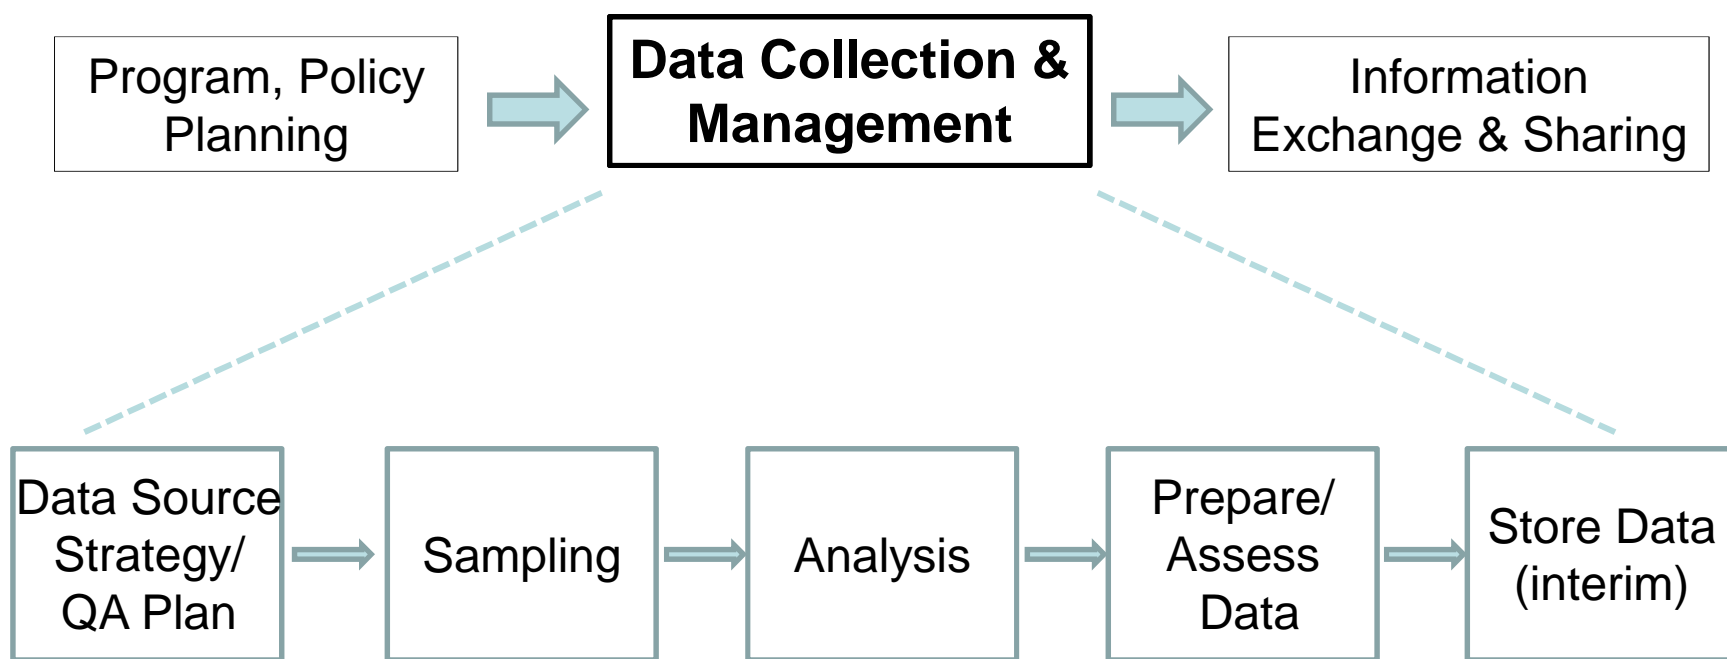 Program, Policy
Planning
Data Collection &
Management
Information
Exchange & Sharing
Data Source
Strategy/
QA Plan
Sampling
Analysis
Prepare/
Assess
Data
Store Data
(interim)